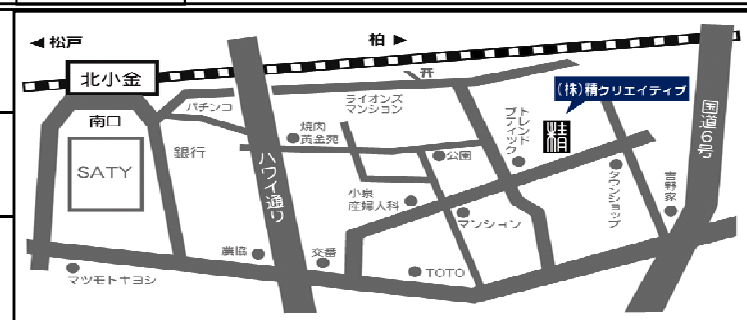 ◀松戸
柏▶
北小金
南口
SATY
パチンコ
銀行
ハワイ通り
焼肉
黄金苑
ライオンズ
マンション
公園
トレンド
ブティック
(株)精クリエイティブ
精
国道6号
小泉
産婦人科
マンション
タウンショップ
吉野家
農協
交番
TOTO
マツモトキヨシ